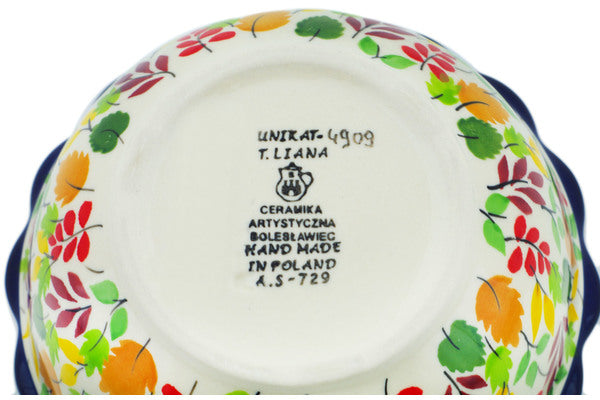 UNIKAT-4909
T. LIANA
CERAMIKA
ARTYSTYCZNA
BOLESŁAWIEC
HAND MADE
IN POLAND
A.S-729